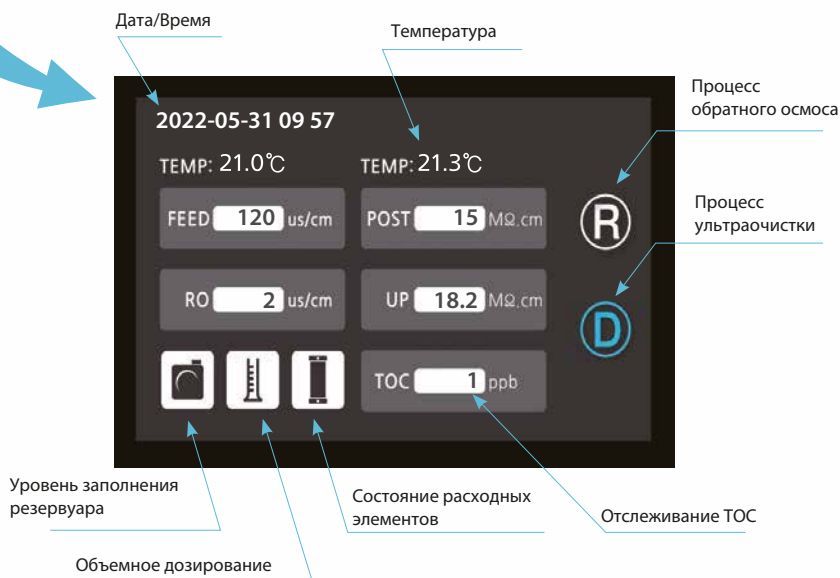 Дата/Время
Температура
Процесс
обратного осмоса
2022-05-31 09 57
TEMP: 21.0℃
TEMP: 21.3℃
Процесс
ультраочистки
FEED 120 us/cm
POST 15 MΩ.cm
R
RO 2 us/cm
UP 18.2 MΩ.cm
D
TOC 1 ppb
Уровень заполнения
резервуара
Состояние расходных
элементов
Отслеживание TOC
Объемное дозирование